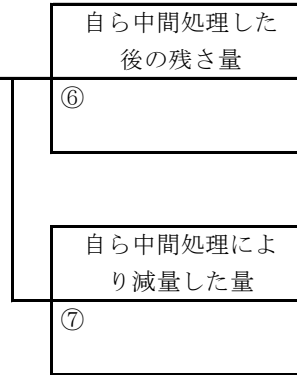 自ら中間処理した
後の残さ量
⑥
自ら中間処理によ
り減量した量
⑦